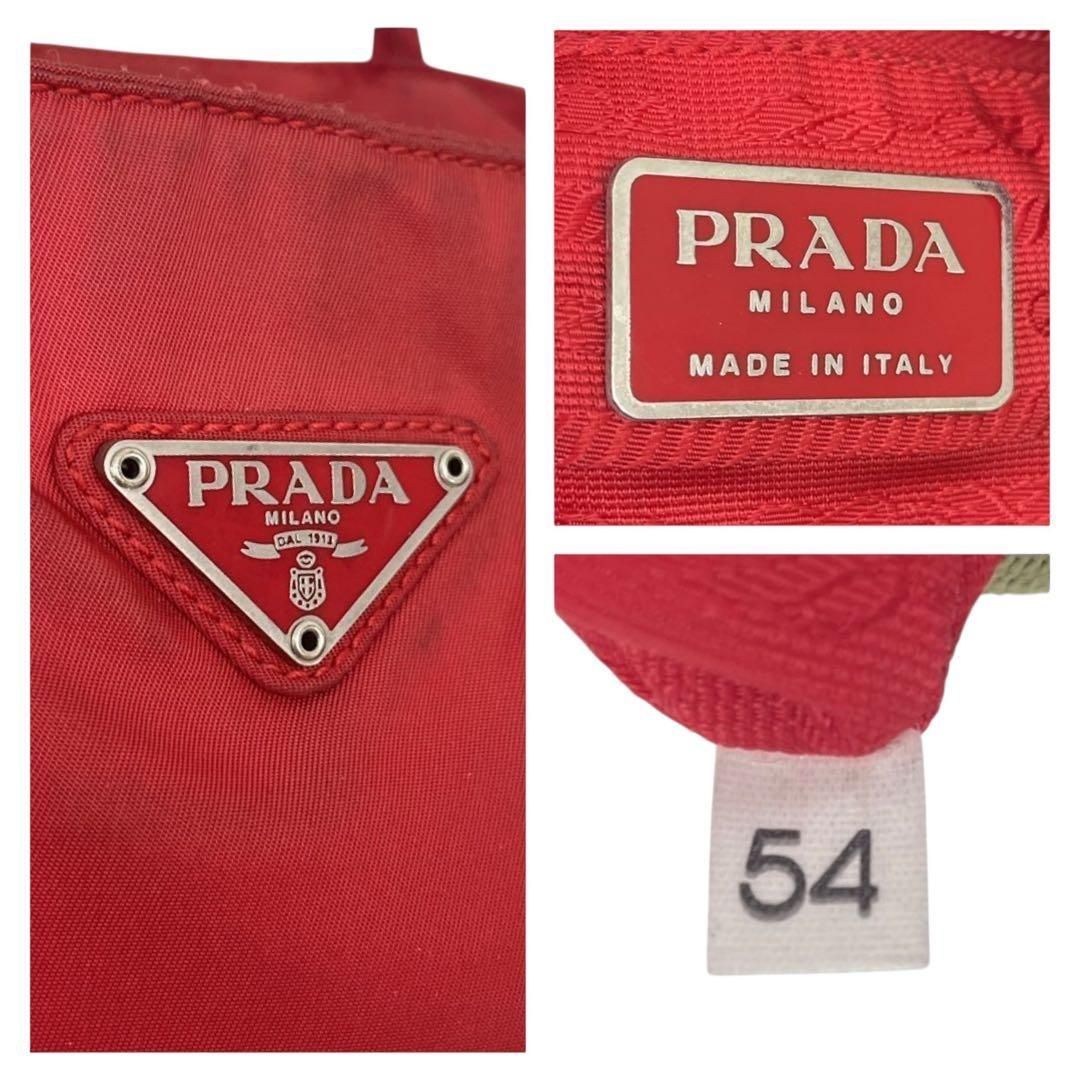 PRADA
MILANO
DAL 1913
PRADA
MILANO
MADE IN ITALY
54